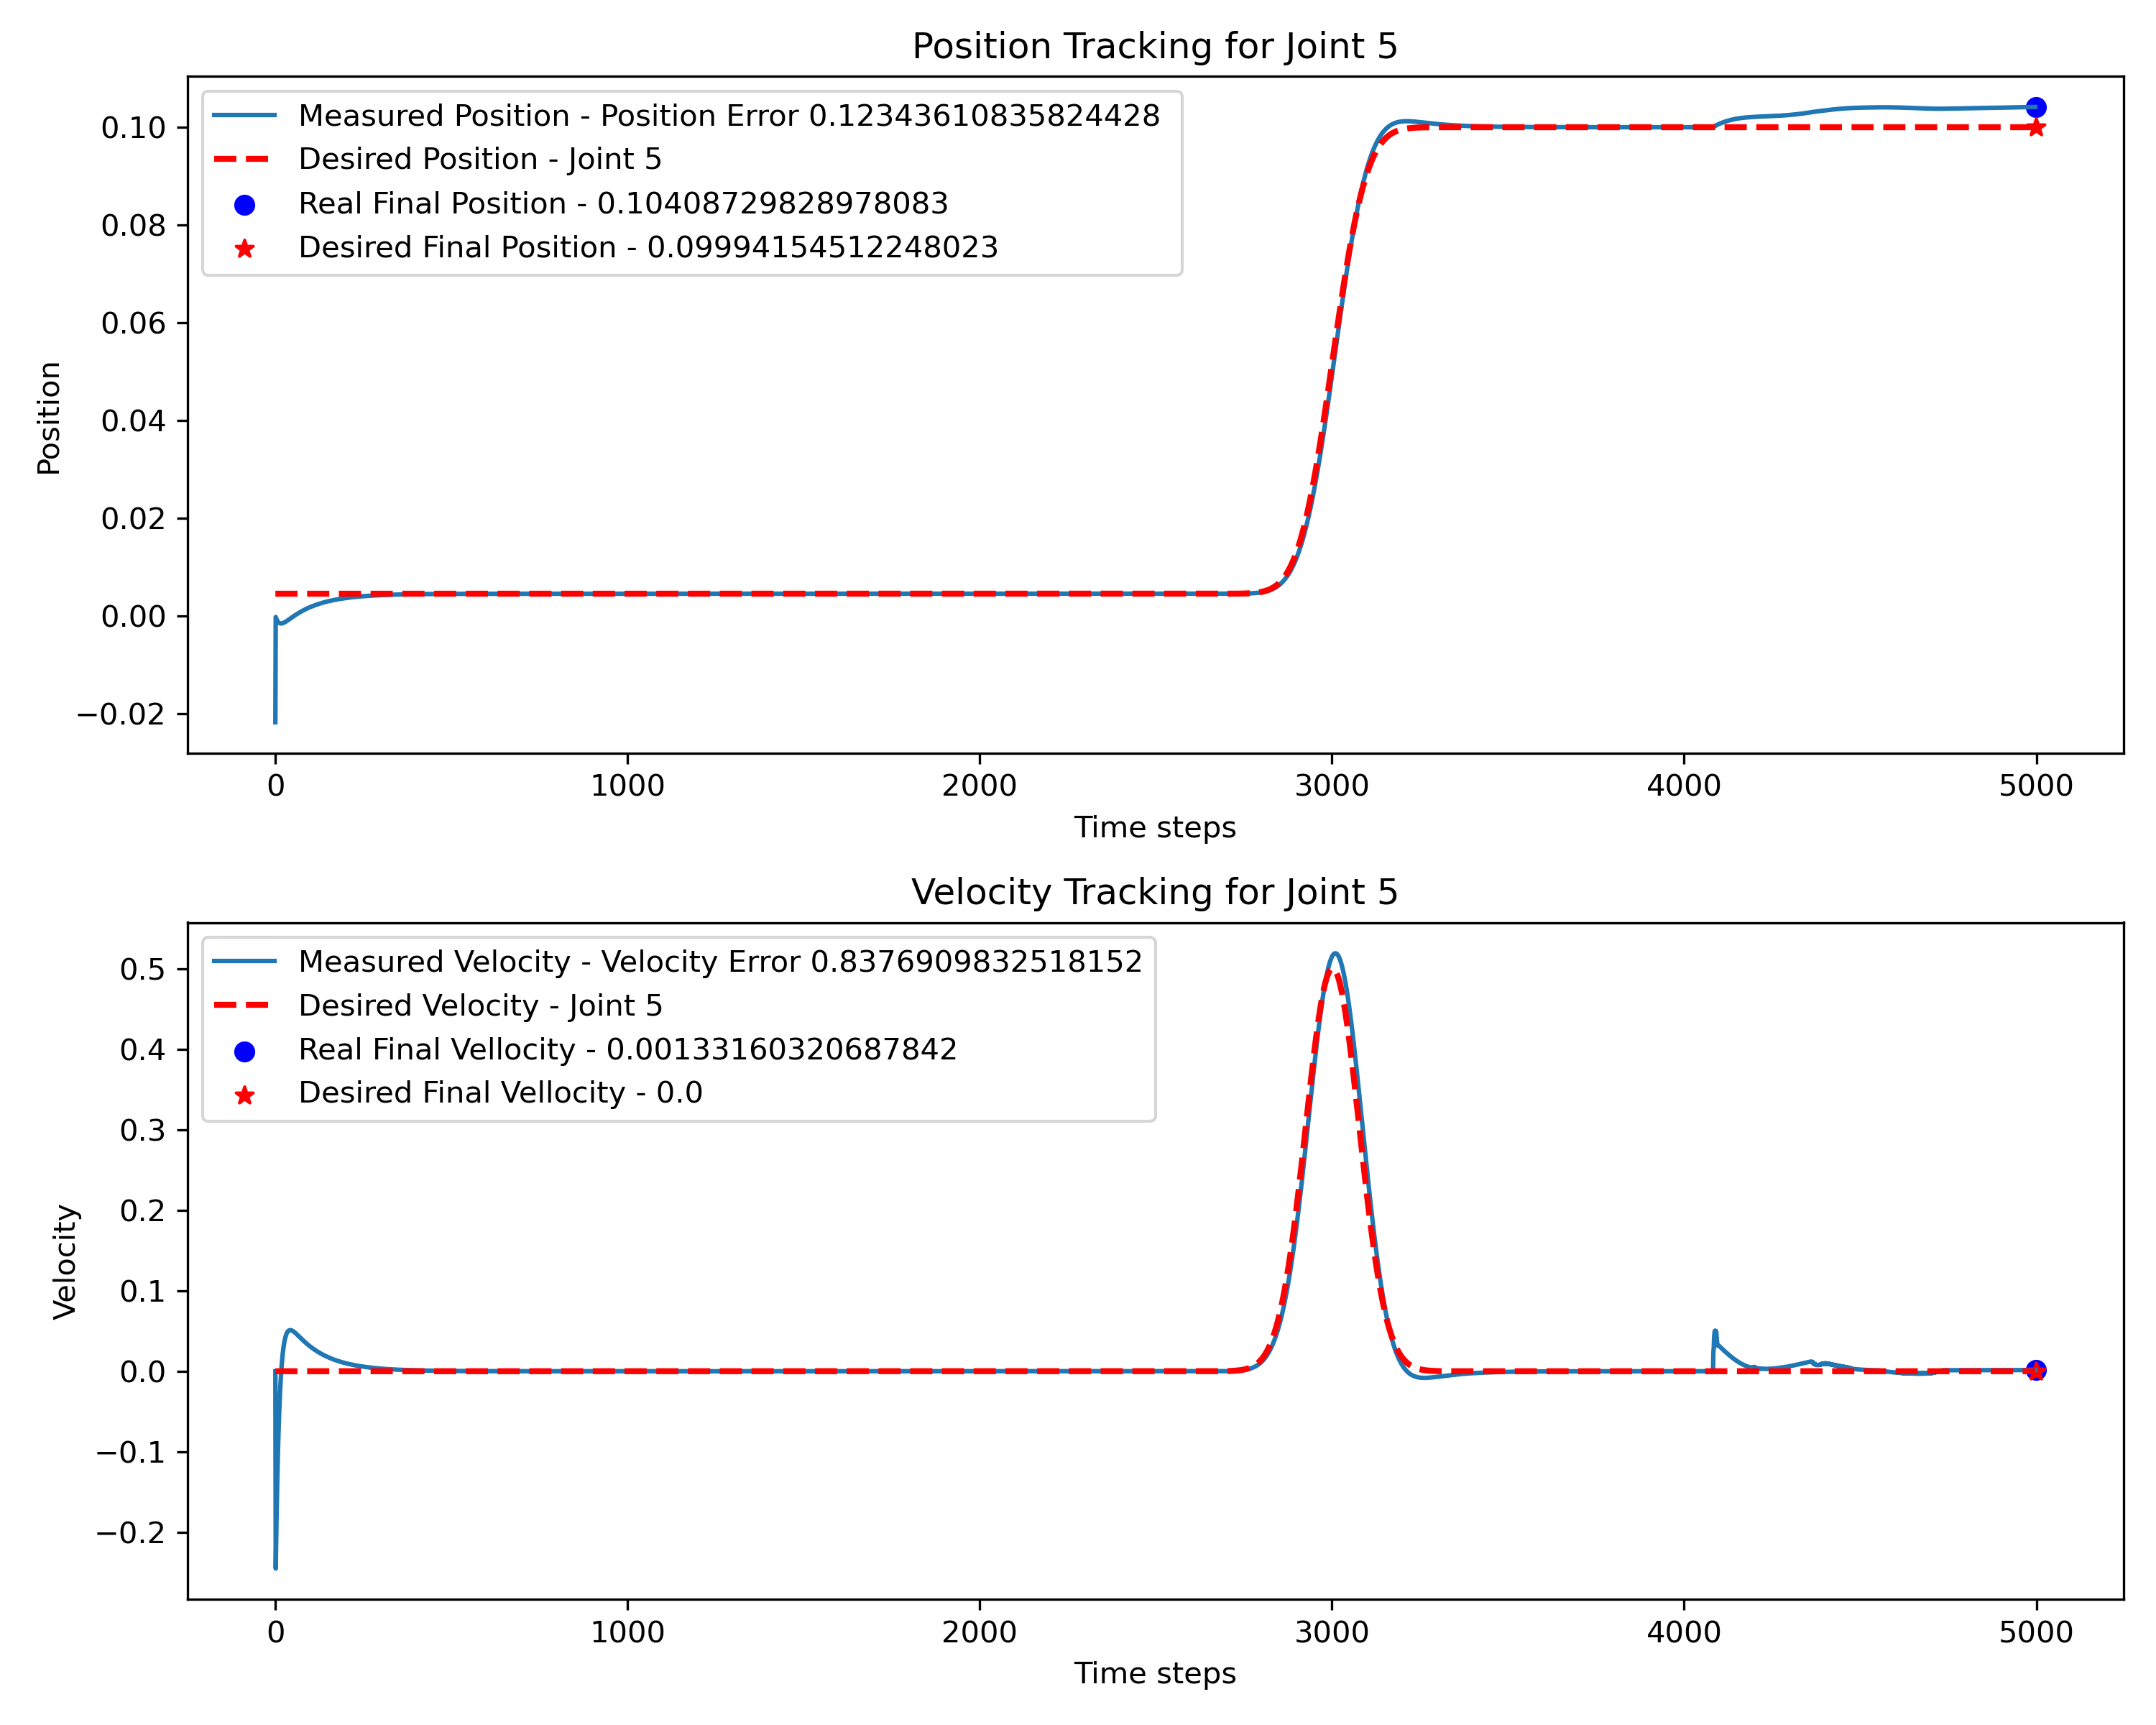 Position Tracking for Joint 5
Measured Position - Position Error 0.12343610835824428
Desired Position - Joint 5
Real Final Position - 0.10408729828978083
Desired Final Position - 0.09994154512248023
0.10
0.08
0.06
0.04
0.02
0.00
−0.02
Position
0 1000 2000 3000 4000 5000
Time steps
Velocity Tracking for Joint 5
Measured Velocity - Velocity Error 0.8376909832518152
Desired Velocity - Joint 5
Real Final Vellocity - 0.00133160320687842
Desired Final Vellocity - 0.0
0.5
0.4
0.3
0.2
0.1
0.0
−0.1
−0.2
Velocity
0 1000 2000 3000 4000 5000
Time steps